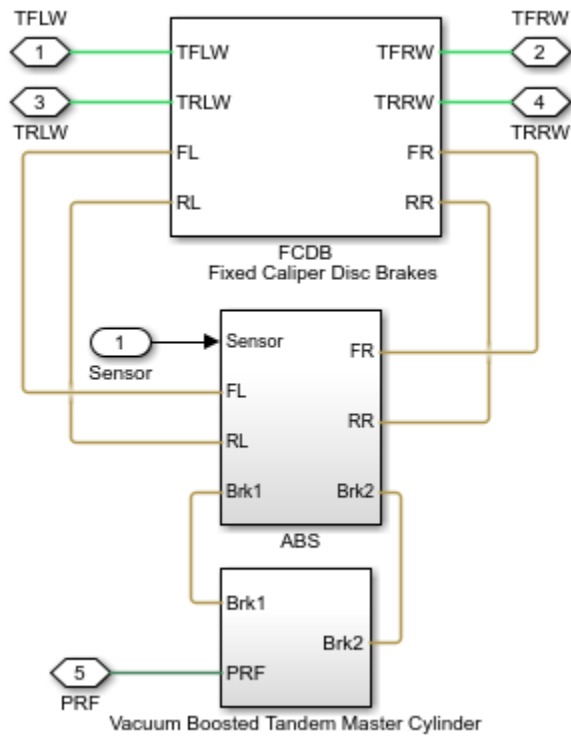 TFLW
TFRW
1
TFLW
TFRW
2
3
TRLW
TRRW
4
TRLW
TRRW
FL
FR
RL
RR
FCDB
Fixed Caliper Disc Brakes
1
Sensor
Sensor
FR
FL
RR
RL
Brk1
Brk2
ABS
Brk1
Brk2
5
PRF
PRF
Vacuum Boosted Tandem Master Cylinder